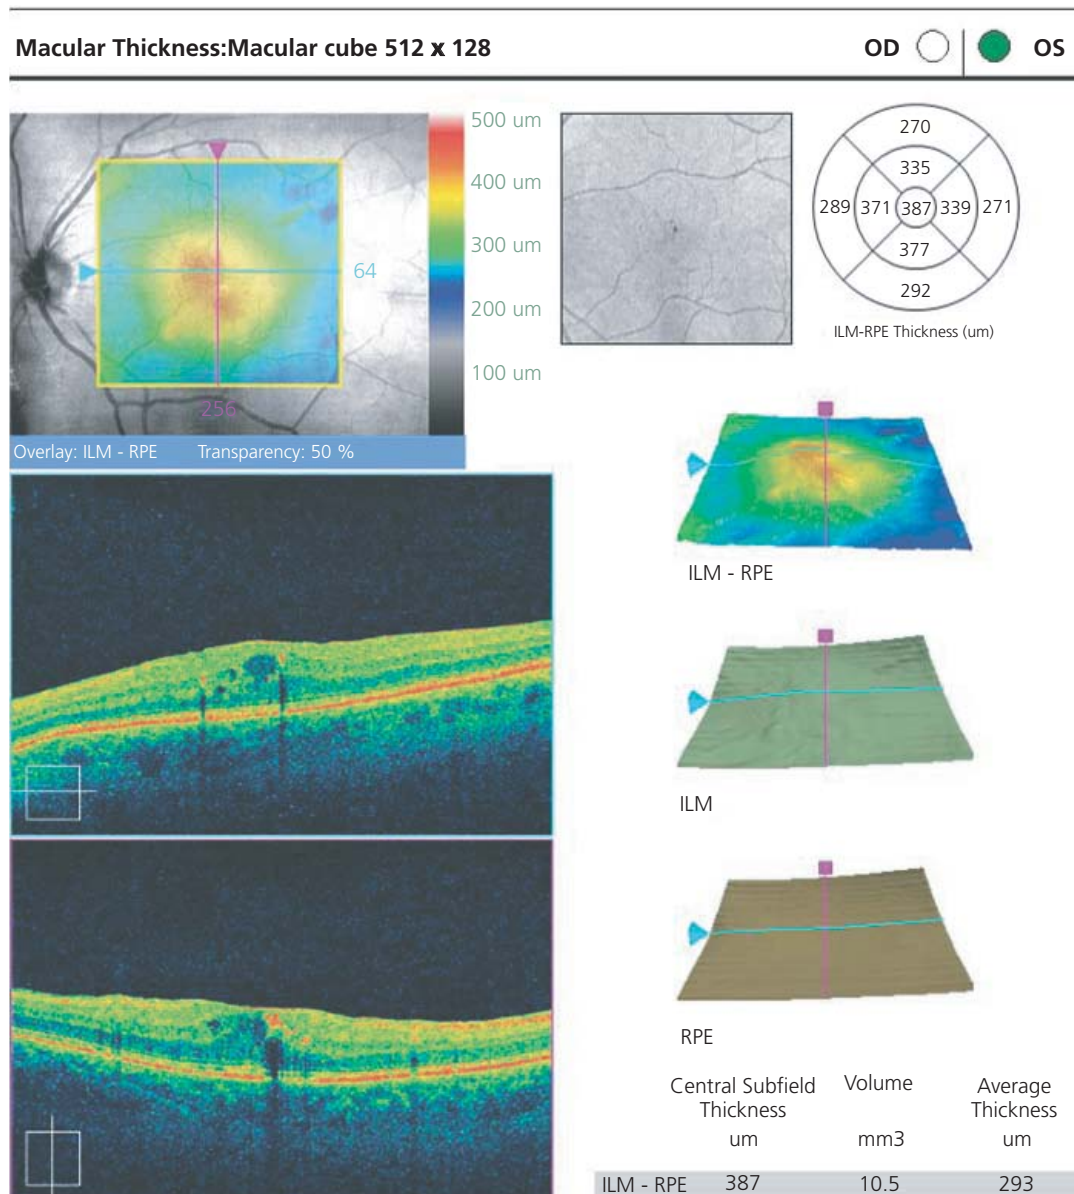 Macular Thickness:Macular cube 512 x 128
OD
OS
500 um
400 um
300 um
200 um
100 um
64
256
Overlay: ILM - RPE Transparency: 50 %
270
335
289 371 387 339 271
377
292
ILM-RPE Thickness (um)
ILM - RPE
ILM
RPE
Central Subfield Volume Average
Thickness Thickness
um mm3 um
ILM - RPE 387 10.5 293